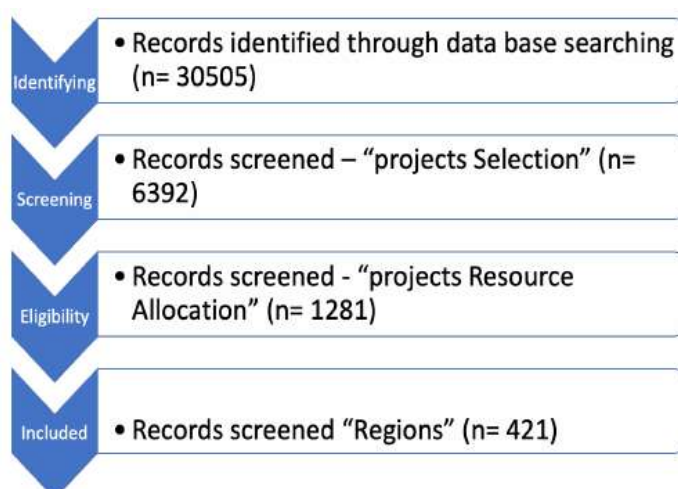 Identifying
• Records identified through data base searching
(n= 30505)
Screening
• Records screened – “projects Selection” (n=
6392)
Eligibility
• Records screened - “projects Resource
Allocation” (n= 1281)
Included
• Records screened “Regions” (n= 421)